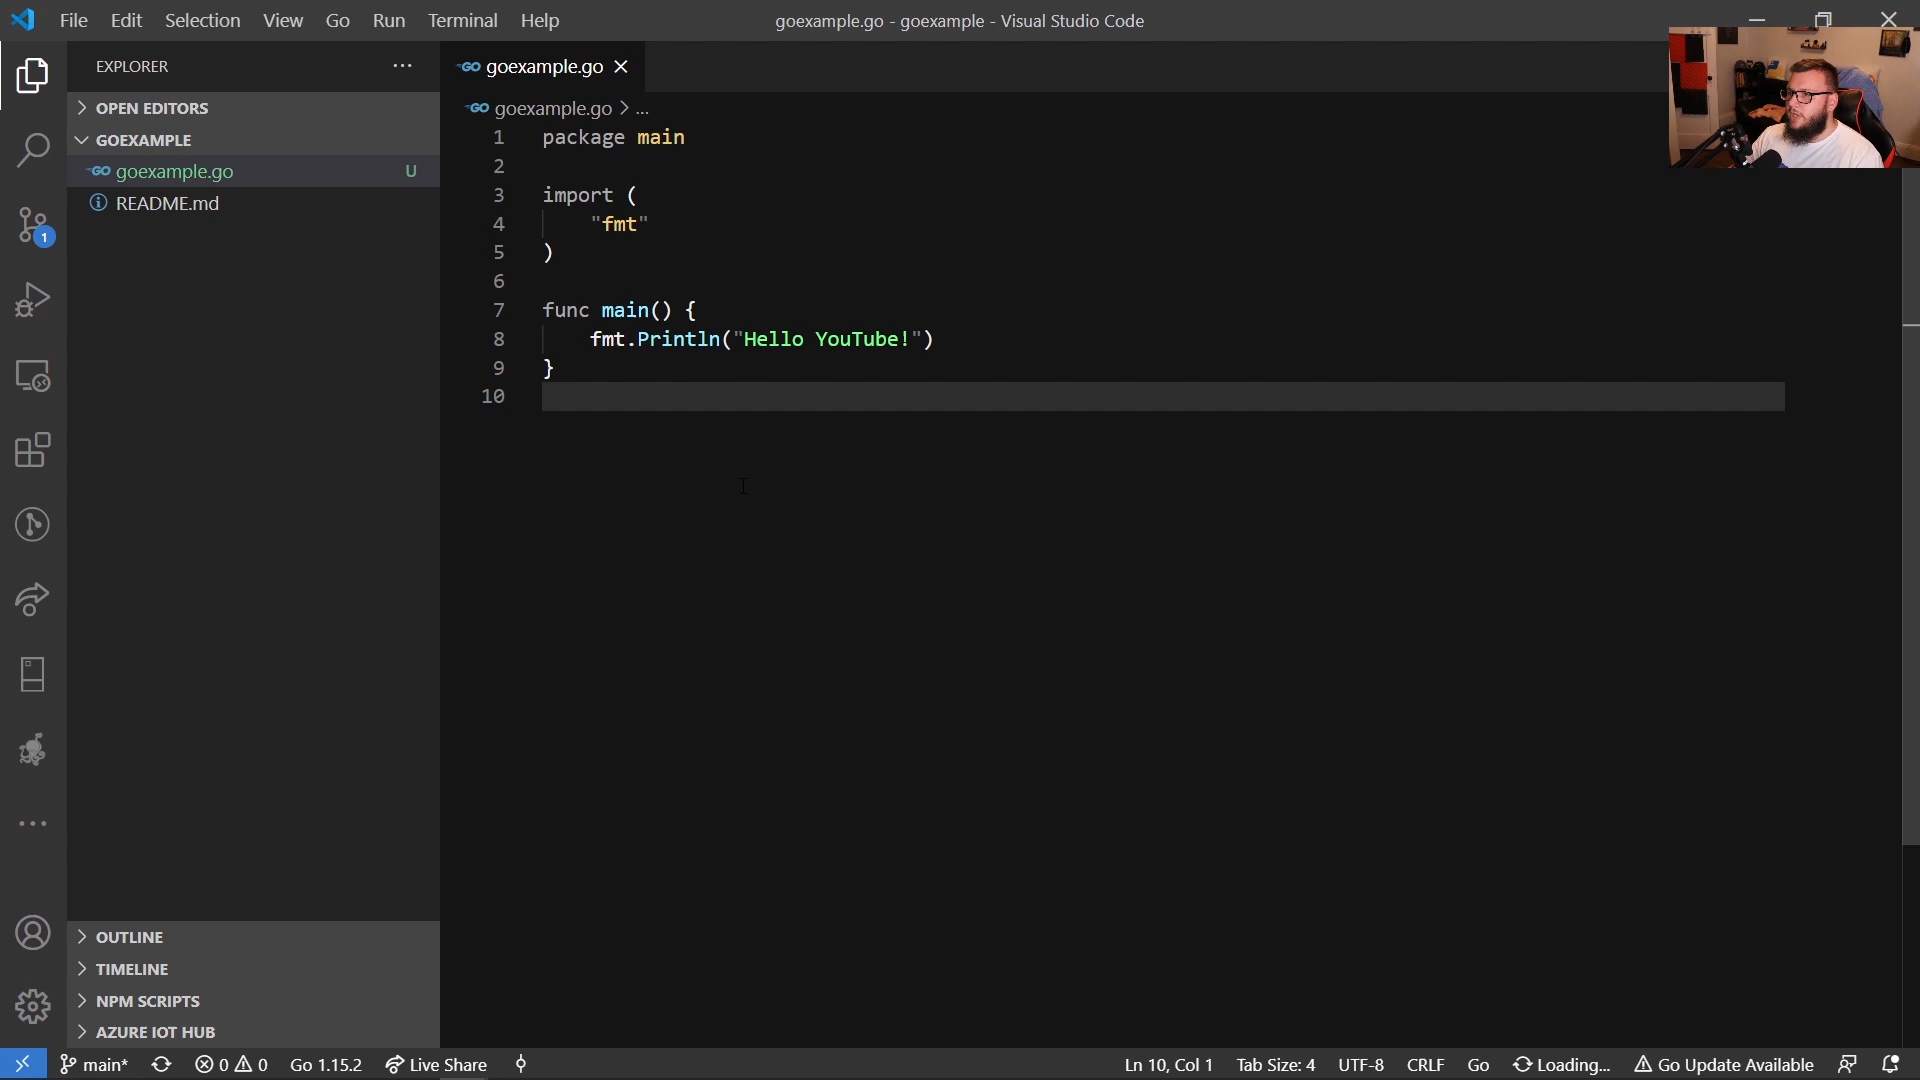 File Edit Selection View Go Run Terminal Help
goexample.go - goexample - Visual Studio Code
EXPLORER
OPEN EDITORS
GOEXAMPLE
GO goexample.go U
README.md
1
GO goexample.go
GO goexample.go > ...
1 package main
2
3 import (
4 "fmt"
5 )
6
7 func main() {
8 fmt.Println("Hello YouTube!")
9 }
10
OUTLINE
TIMELINE
NPM SCRIPTS
AZURE IOT HUB
main* 0 0 Go 1.15.2 Live Share Ln 10, Col 1 Tab Size: 4 UTF-8 CRLF Go Loading... Go Update Available